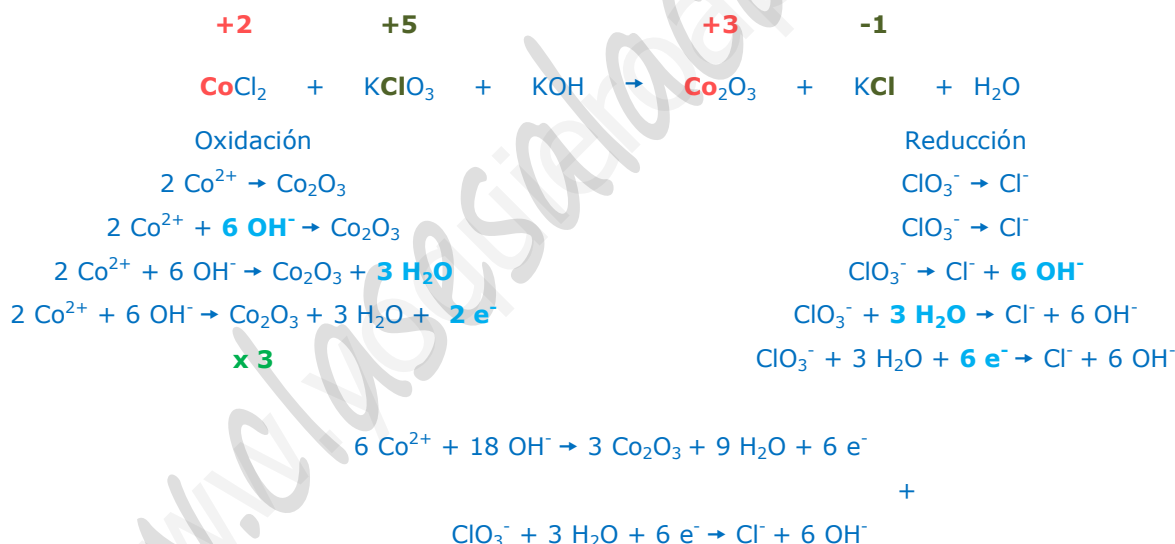 +2 +5 +3 -1
CoCl₂ + KClO₃ + KOH → Co₂O₃ + KCl + H₂O
Oxidación Reducción
2 Co²⁺ → Co₂O₃ ClO₃⁻ → Cl⁻
2 Co²⁺ + 6 OH⁻ → Co₂O₃ ClO₃⁻ → Cl⁻
2 Co²⁺ + 6 OH⁻ → Co₂O₃ + 3 H₂O ClO₃⁻ → Cl⁻ + 6 OH⁻
2 Co²⁺ + 6 OH⁻ → Co₂O₃ + 3 H₂O + 2 e⁻ ClO₃⁻ + 3 H₂O → Cl⁻ + 6 OH⁻
x 3 ClO₃⁻ + 3 H₂O + 6 e⁻ → Cl⁻ + 6 OH⁻
6 Co²⁺ + 18 OH⁻ → 3 Co₂O₃ + 9 H₂O + 6 e⁻
+
ClO₃⁻ + 3 H₂O + 6 e⁻ → Cl⁻ + 6 OH⁻